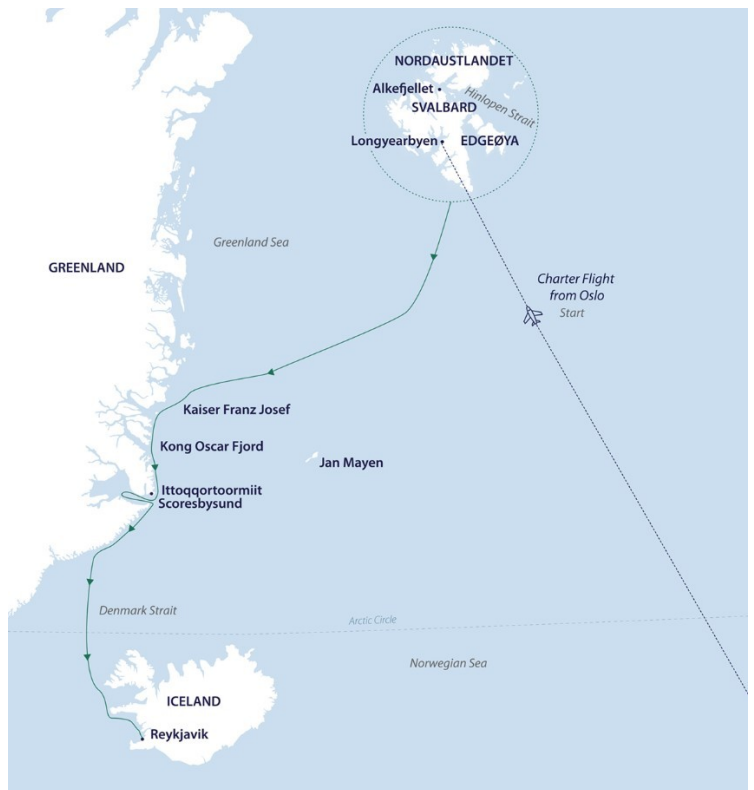 NORDAUSTLANDET
Alkefjellet
Hinlopen Strait
SVALBARD
Longyearbyen
EDGEØYA
Greenland Sea
GREENLAND
Charter Flight
from Oslo
Start
Kaiser Franz Josef
Kong Oscar Fjord
Jan Mayen
Ittoqqortoormiit
Scoresbysund
Denmark Strait
Arctic Circle
Norwegian Sea
ICELAND
Reykjavik